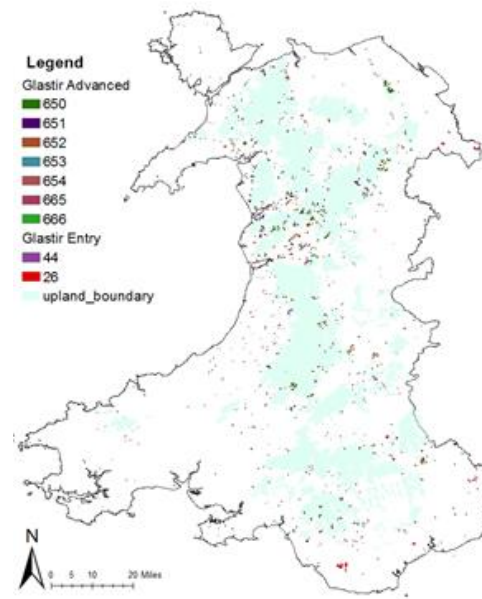 Legend
Glastir Advanced
650
651
652
653
654
665
666
Glastir Entry
44
26
upland_boundary
N
0 5 10 20 Miles